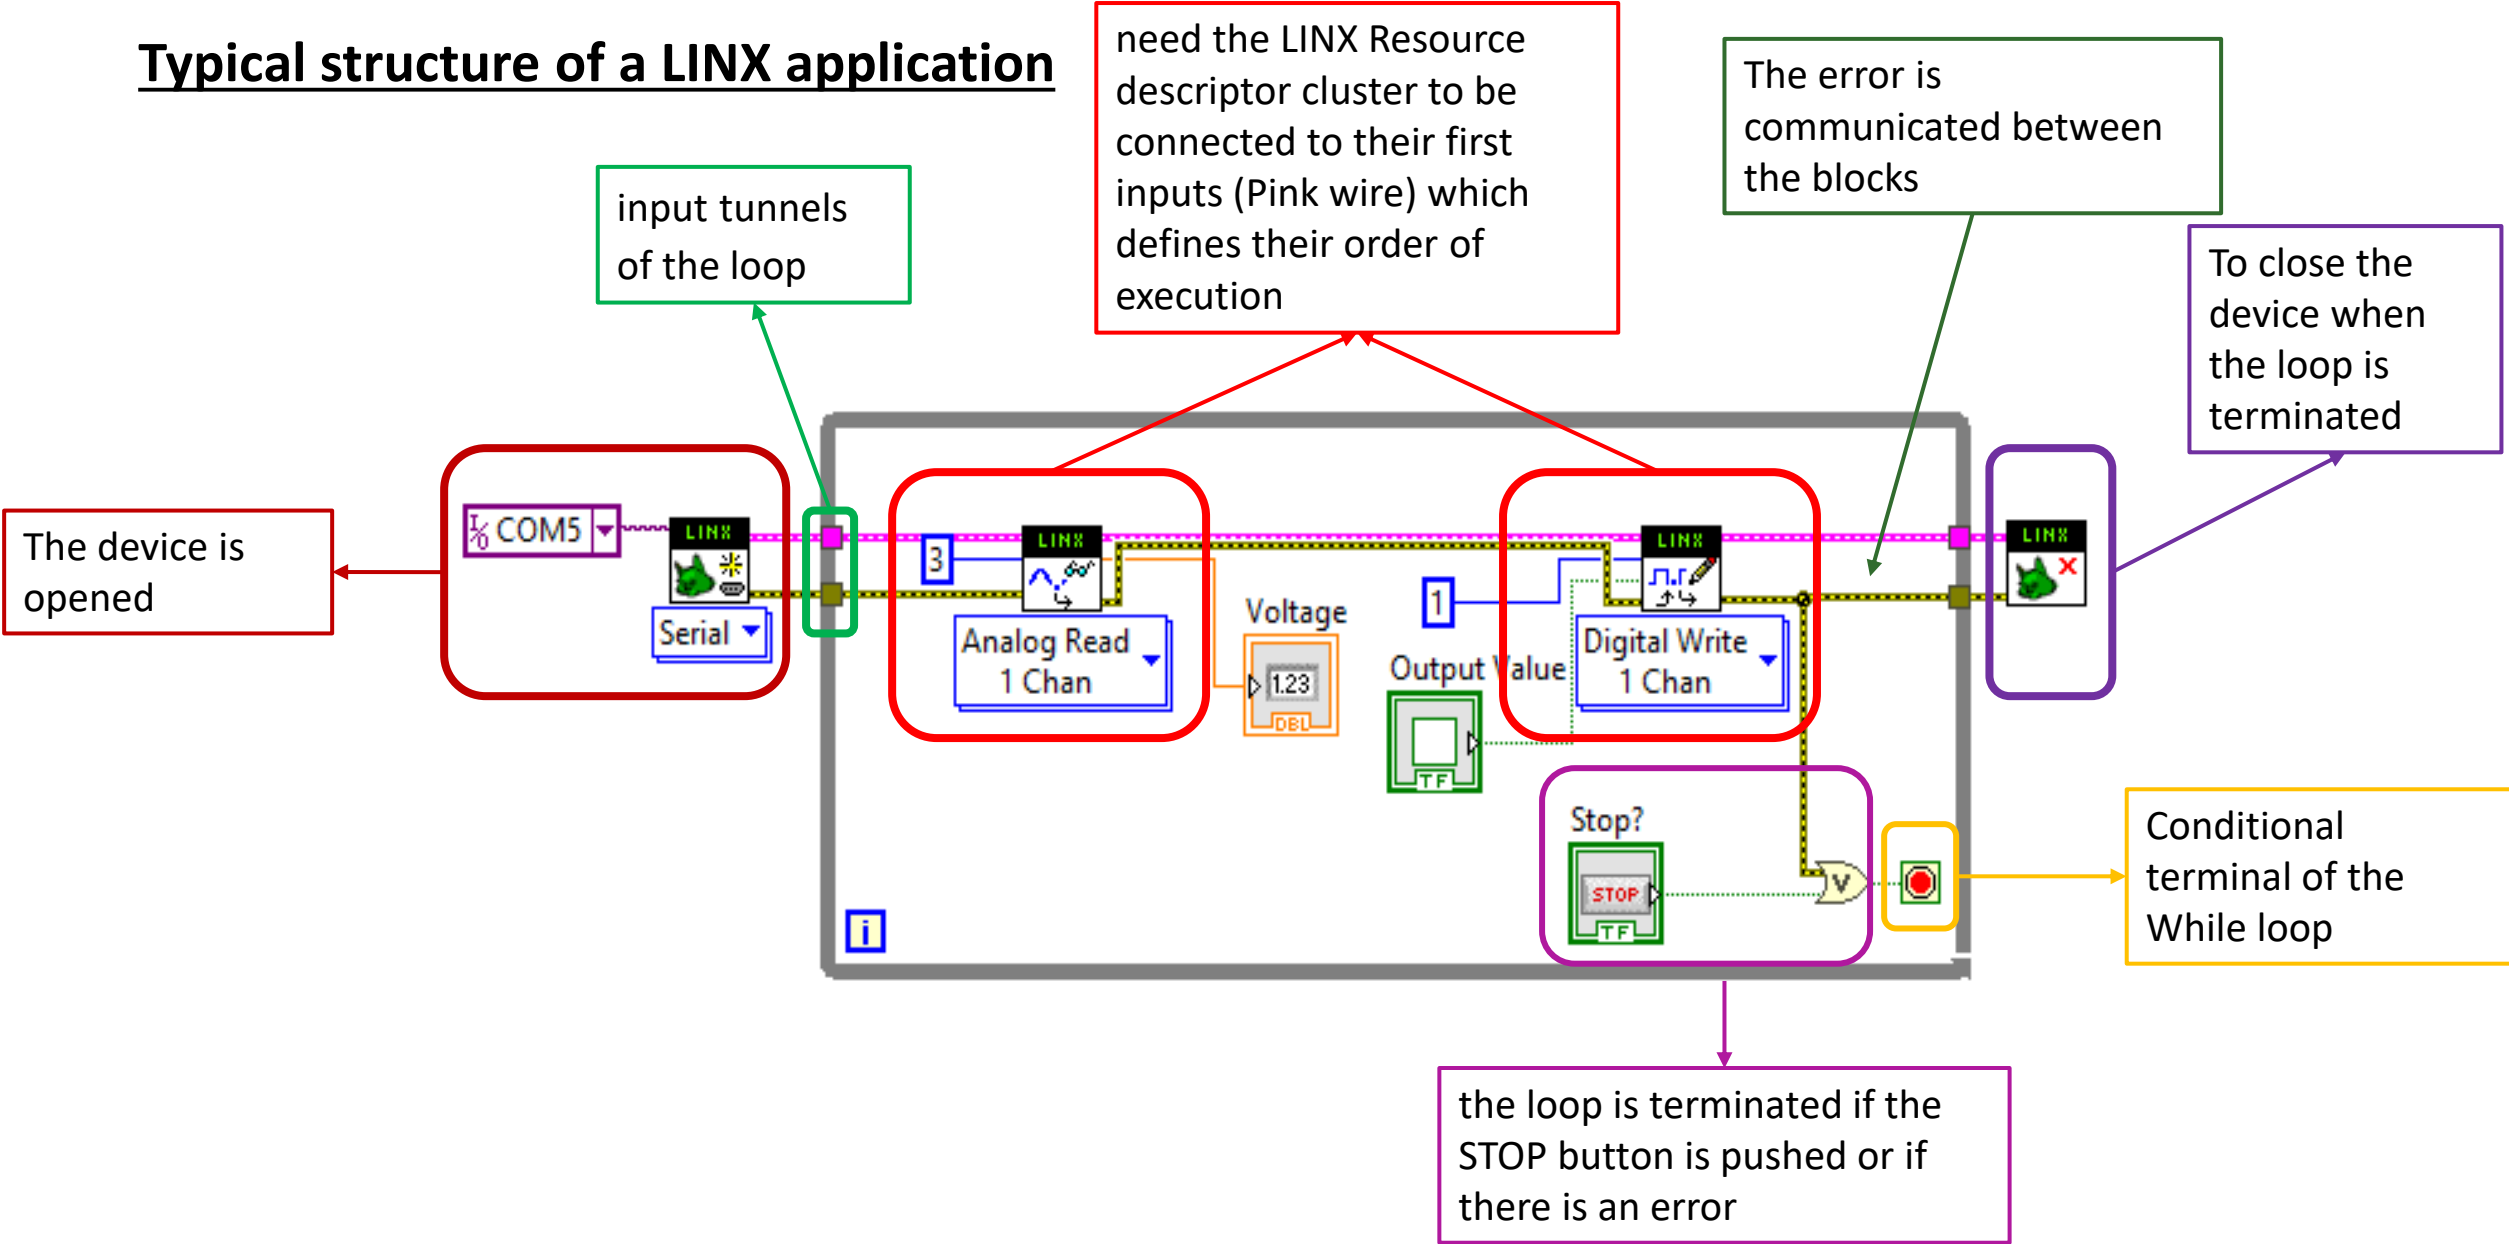 Typical structure of a LINX application
need the LINX Resource
descriptor cluster to be
connected to their first
inputs (Pink wire) which
defines their order of
execution
The error is
communicated between
the blocks
input tunnels
of the loop
To close the
device when
the loop is
terminated
The device is
opened
I/O COM5
LINX
Serial
3
LINX
Analog Read
1 Chan
Voltage
1.23
DBL
1
Output Value
TF
LINX
Digital Write
1 Chan
LINX
X
Stop?
STOP
TF
V
i
Conditional
terminal of the
While loop
the loop is terminated if the
STOP button is pushed or if
there is an error